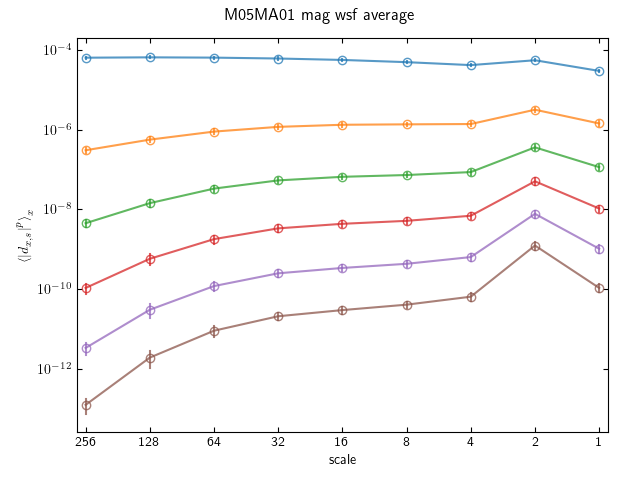 M05MA01 mag wsf average
10⁻⁴
10⁻⁶
10⁻⁸
10⁻¹⁰
10⁻¹²
⟨|d_{x,s}|^p⟩_x
256 128 64 32 16 8 4 2 1
scale